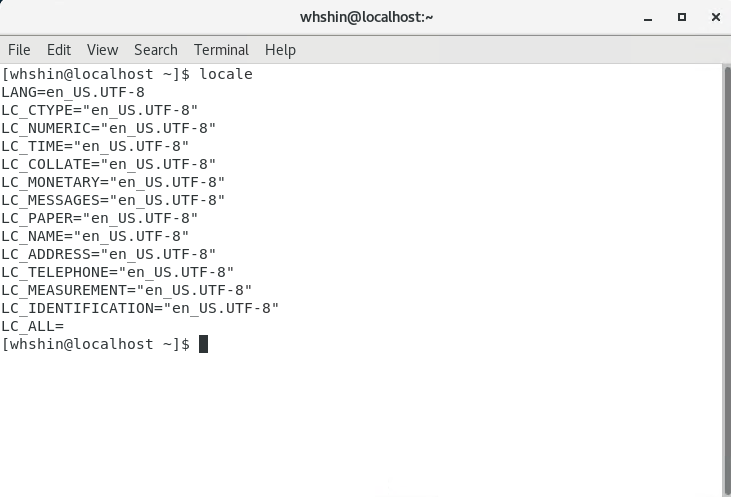 whshin@localhost:~
File Edit View Search Terminal Help
[whshin@localhost ~]$ locale
LANG=en_US.UTF-8
LC_CTYPE="en_US.UTF-8"
LC_NUMERIC="en_US.UTF-8"
LC_TIME="en_US.UTF-8"
LC_COLLATE="en_US.UTF-8"
LC_MONETARY="en_US.UTF-8"
LC_MESSAGES="en_US.UTF-8"
LC_PAPER="en_US.UTF-8"
LC_NAME="en_US.UTF-8"
LC_ADDRESS="en_US.UTF-8"
LC_TELEPHONE="en_US.UTF-8"
LC_MEASUREMENT="en_US.UTF-8"
LC_IDENTIFICATION="en_US.UTF-8"
LC_ALL=
[whshin@localhost ~]$